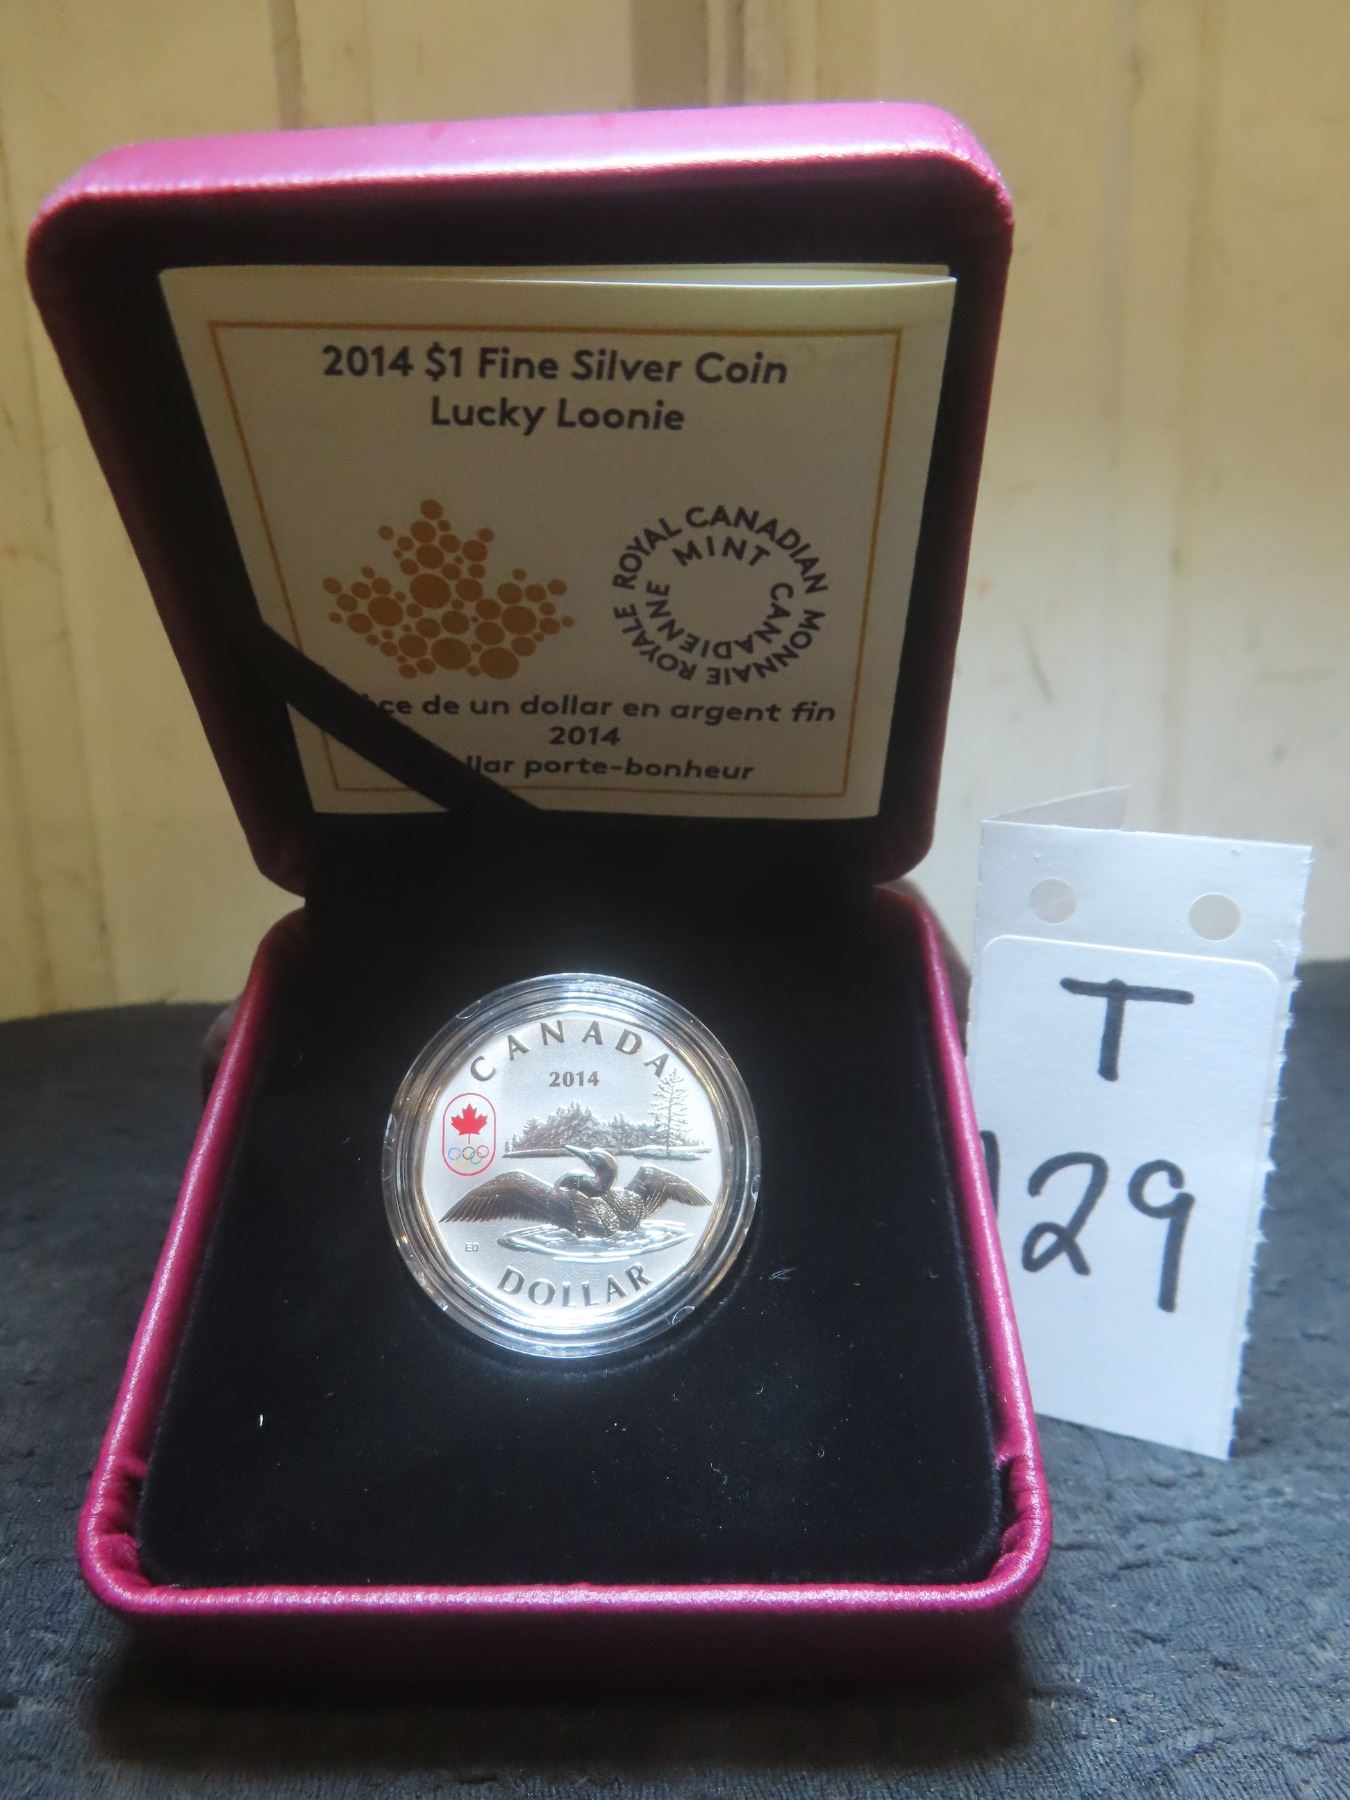 2014 $1 Fine Silver Coin
Lucky Loonie
ROYAL CANADIAN MINT
MONNAIE ROYALE CANADIENNE
de un dollar en argent fin
2014
porte-bonheur
CANADA
2014
ED
DOLLAR
T
129